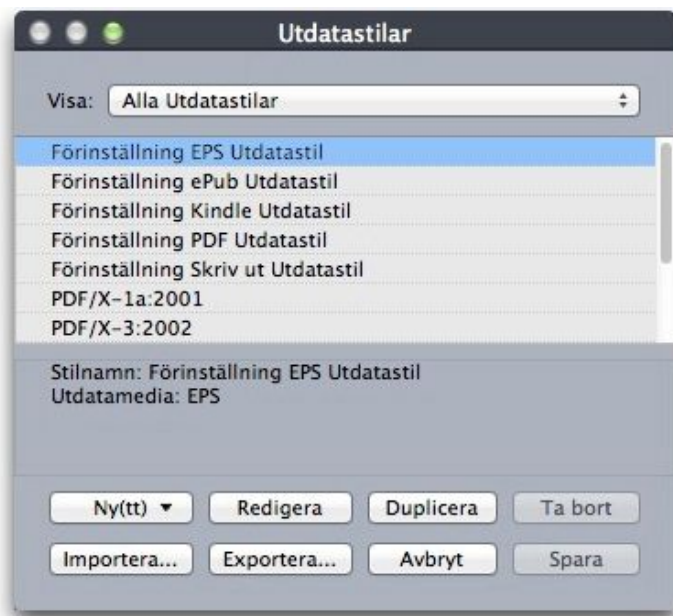 Utdatastilar
Visa: Alla Utdatastilar
Förinställning EPS Utdatastil
Förinställning ePub Utdatastil
Förinställning Kindle Utdatastil
Förinställning PDF Utdatastil
Förinställning Skriv ut Utdatastil
PDF/X-1a:2001
PDF/X-3:2002
Stilnamn: Förinställning EPS Utdatastil
Utdatamedia: EPS
Ny(tt) Redigera Duplicera Ta bort
Importera... Exportera... Avbryt Spara